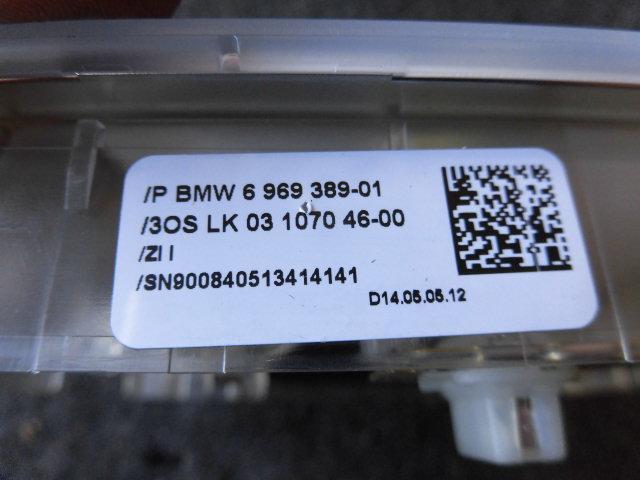 /P BMW 6 969 389-01
/3OS LK 03 1070 46-00
/ZI I
/SN900840513414141
D14.05.05.12